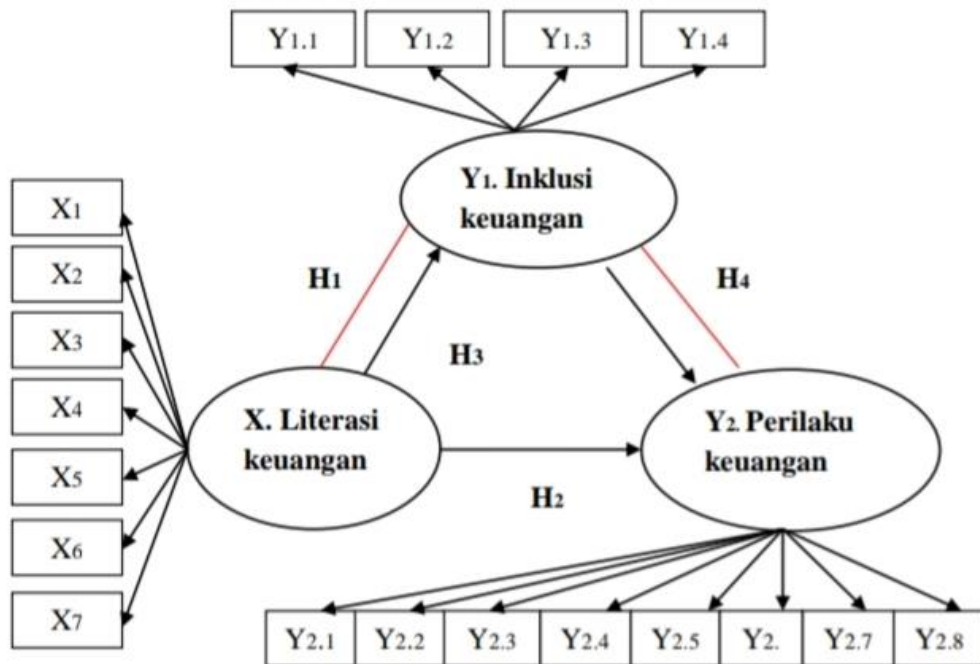 Y1.1 Y1.2 Y1.3 Y1.4
Y1. Inklusi
keuangan
X1
X2
X3
X4
X5
X6
X7
H1
H4
H3
X. Literasi
keuangan
Y2. Perilaku
keuangan
H2
Y2.1 Y2.2 Y2.3 Y2.4 Y2.5 Y2. Y2.7 Y2.8